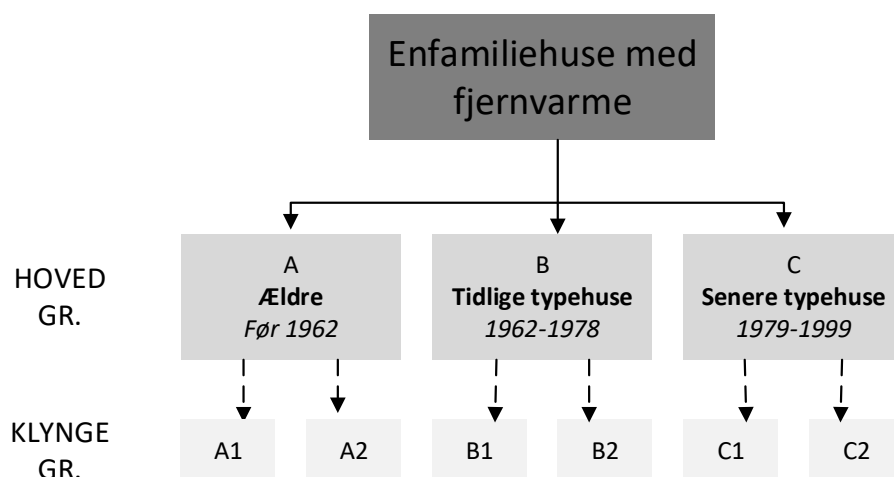 Enfamiliehuse med
fjernvarme
HOVED
GR.
A
Ældre
Før 1962
B
Tidlige typehuse
1962-1978
C
Senere typehuse
1979-1999
KLYNGE
GR.
A1
A2
B1
B2
C1
C2